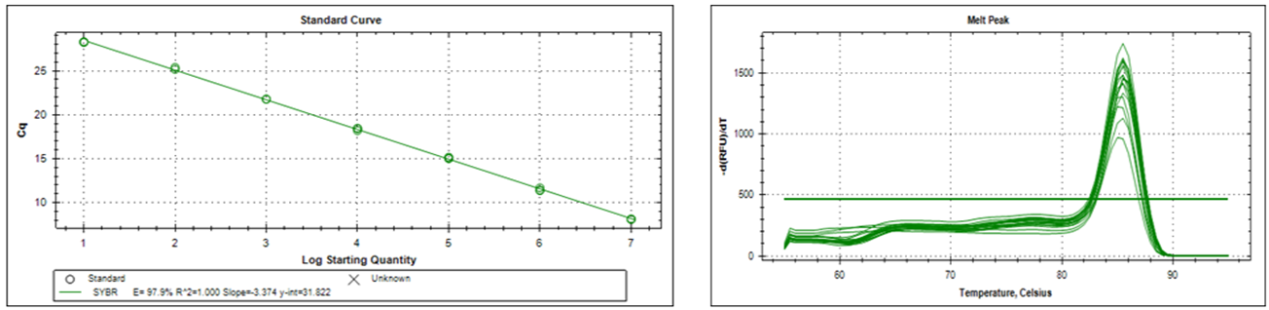 Standard Curve
25
20
15
10
Cq
1 2 3 4 5 6 7
Log Starting Quantity
Standard Unknown
SYBR E= 97.9% R^2=1.000 Slope=-3.374 y-int=31.822
Melt Peak
1500
1000
500
0
-d(RFU)/dT
60 70 80 90
Temperature, Celsius